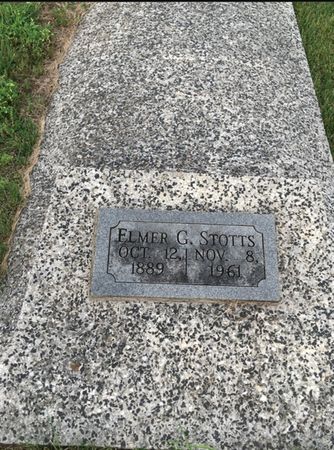 ELMER G. STOTTS
OCT. 12, NOV. 8,
1889 1961